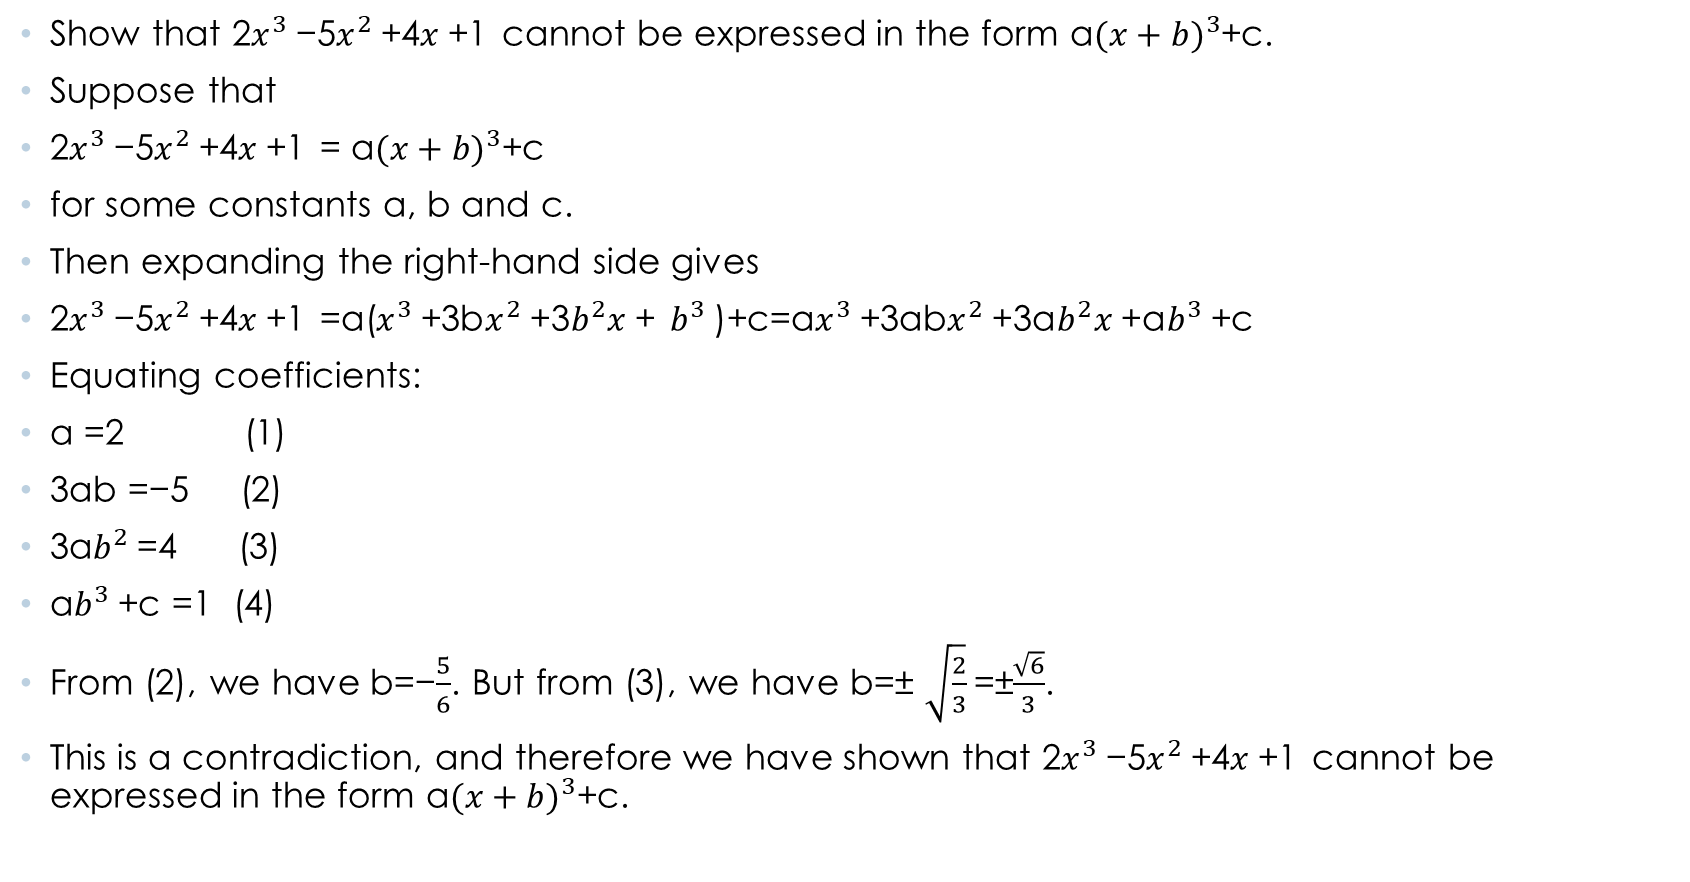 • Show that 2x³ −5x² +4x +1 cannot be expressed in the form a(x + b)³+c.
• Suppose that
• 2x³ −5x² +4x +1 = a(x + b)³+c
• for some constants a, b and c.
• Then expanding the right-hand side gives
• 2x³ −5x² +4x +1 =a(x³ +3bx² +3b²x + b³ )+c=ax³ +3abx² +3ab²x +ab³ +c
• Equating coefficients:
• a =2 (1)
• 3ab =−5 (2)
• 3ab² =4 (3)
• ab³ +c =1 (4)
• From (2), we have b=−5/6. But from (3), we have b=± √(2/3) =±√6/3.
• This is a contradiction, and therefore we have shown that 2x³ −5x² +4x +1 cannot be
expressed in the form a(x + b)³+c.